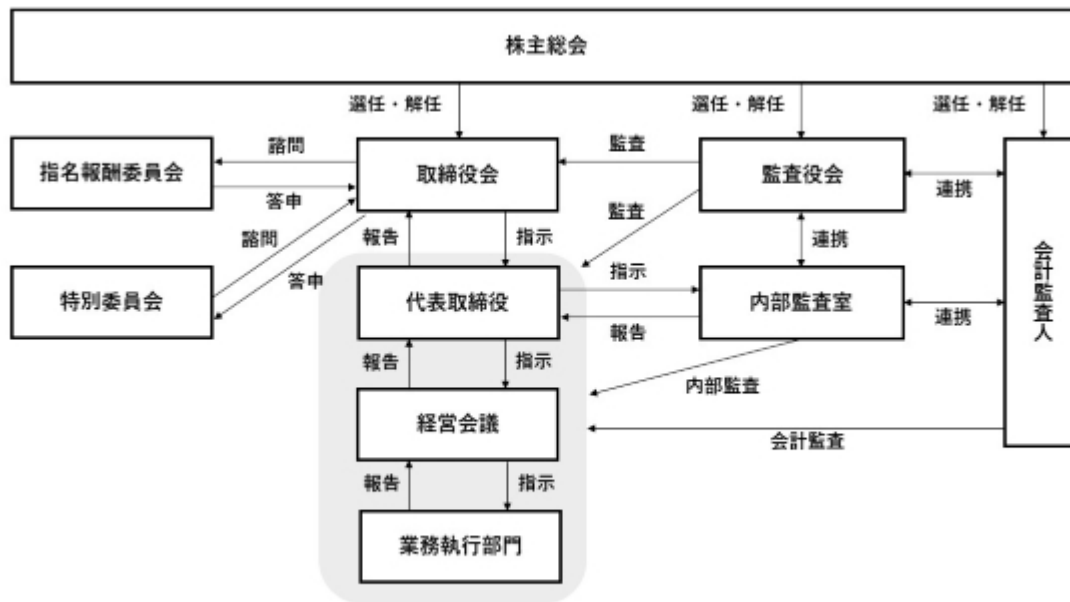 株主総会
選任・解任
選任・解任
選任・解任
指名報酬委員会
諮問
答申
取締役会
監査
監査役会
連携
会計監査人
諮問
答申
報告
指示
監査
連携
特別委員会
代表取締役
指示
報告
内部監査室
連携
報告
指示
内部監査
経営会議
会計監査
報告
指示
業務執行部門